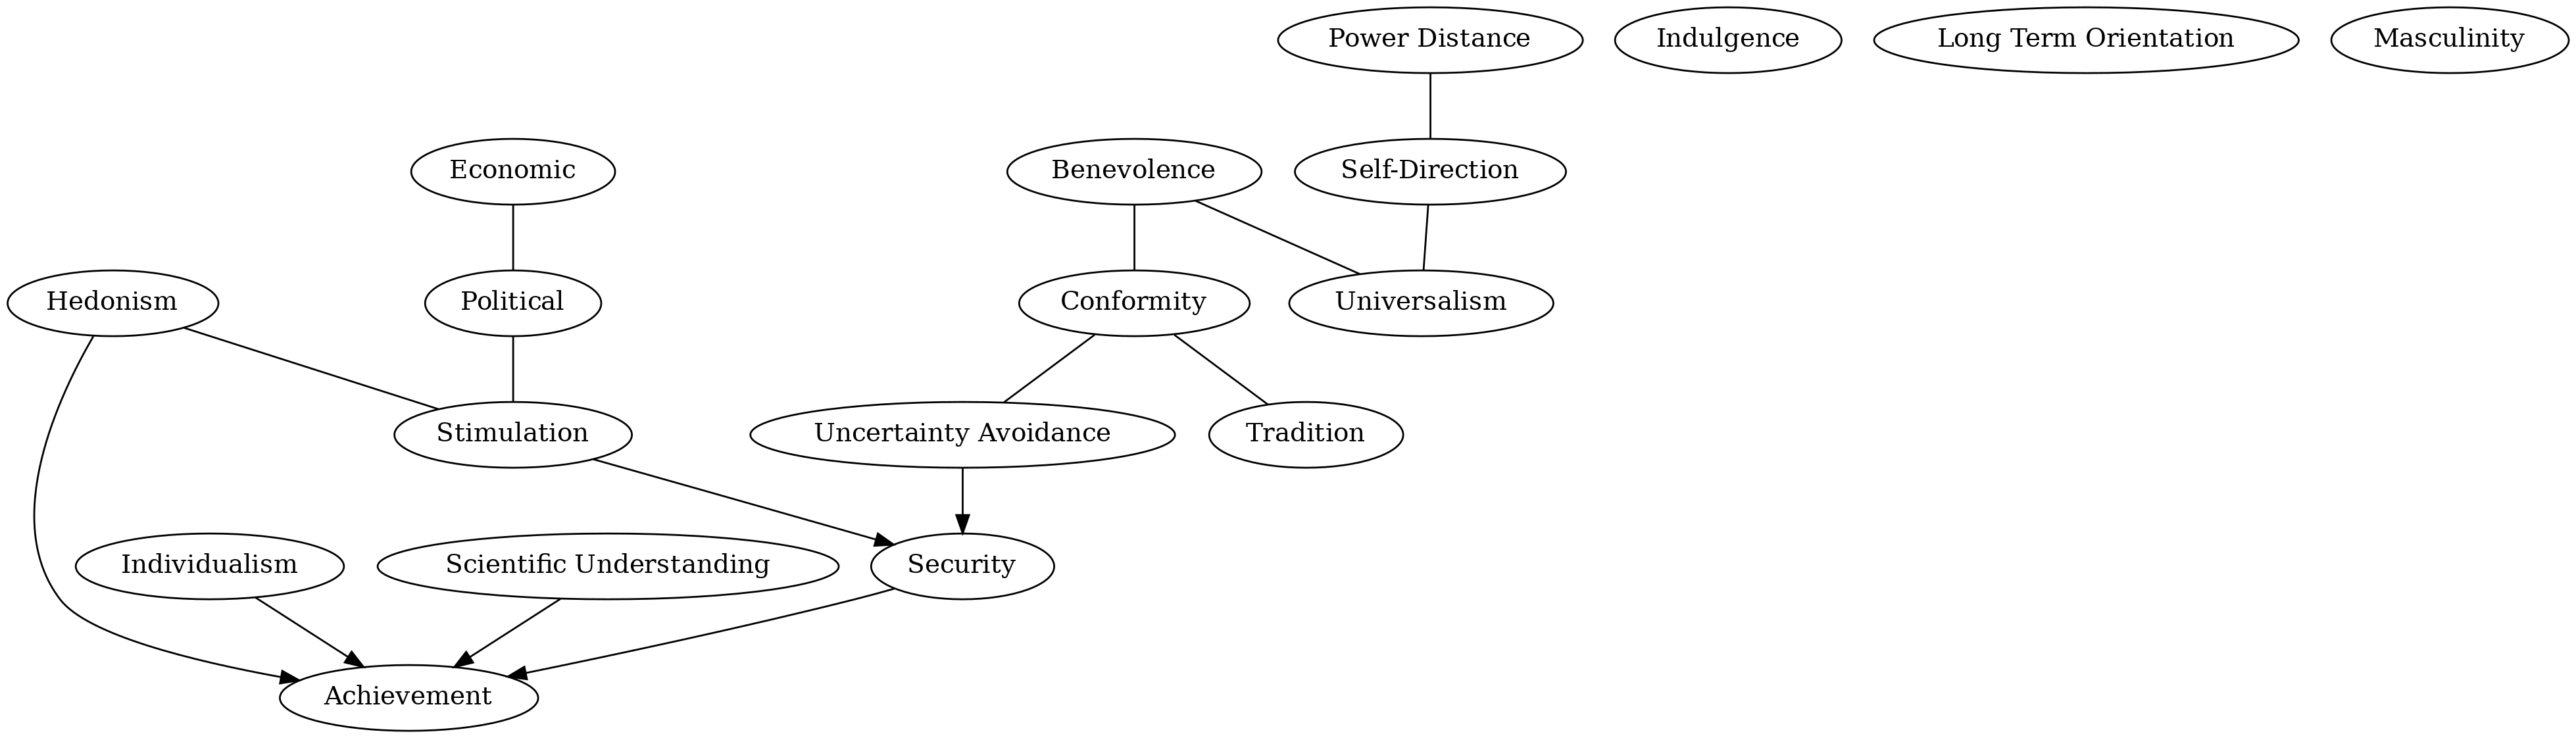 Power Distance
Indulgence
Long Term Orientation
Masculinity
Economic
Benevolence
Self-Direction
Hedonism
Political
Conformity
Universalism
Stimulation
Uncertainty Avoidance
Tradition
Individualism
Scientific Understanding
Security
Achievement